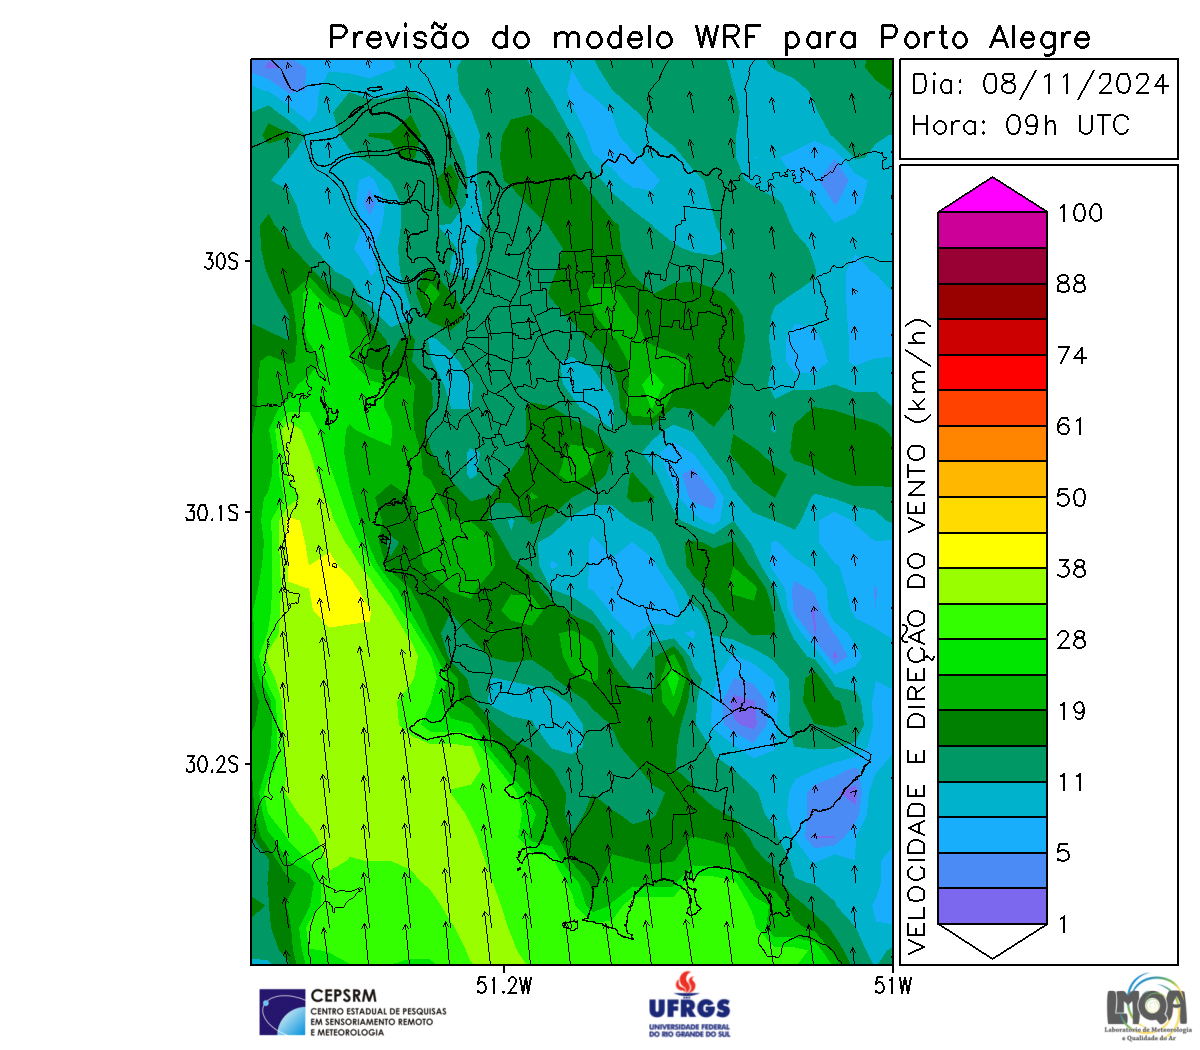 Previsão do modelo WRF para Porto Alegre
Dia: 08/11/2024
Hora: 09h UTC
30S
30.1S
30.2S
51.2W
51W
VELOCIDADE E DIREÇÃO DO VENTO (km/h)
100
88
74
61
50
38
28
19
11
5
1
CEPSRM
CENTRO ESTADUAL DE PESQUISAS
EM SENSORIAMENTO REMOTO
E METEOROLOGIA
UFRGS
UNIVERSIDADE FEDERAL
DO RIO GRANDE DO SUL
LMQA
Laboratório de Meteorologia
e Qualidade do Ar